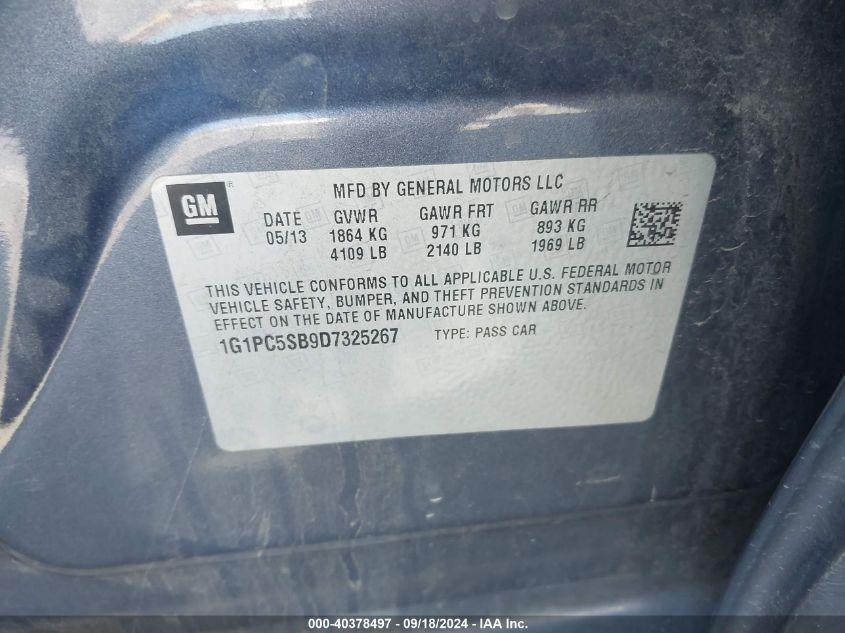 GM ® MFD BY GENERAL MOTORS LLC
DATE GVWR GAWR FRT GAWR RR
05/13 1864 KG 971 KG 893 KG
4109 LB 2140 LB 1969 LB
THIS VEHICLE CONFORMS TO ALL APPLICABLE U.S. FEDERAL MOTOR
VEHICLE SAFETY, BUMPER, AND THEFT PREVENTION STANDARDS IN
EFFECT ON THE DATE OF MANUFACTURE SHOWN ABOVE.
1G1PC5SB9D7325267 TYPE: PASS CAR
000-40378497 - 09/18/2024 - IAA Inc.